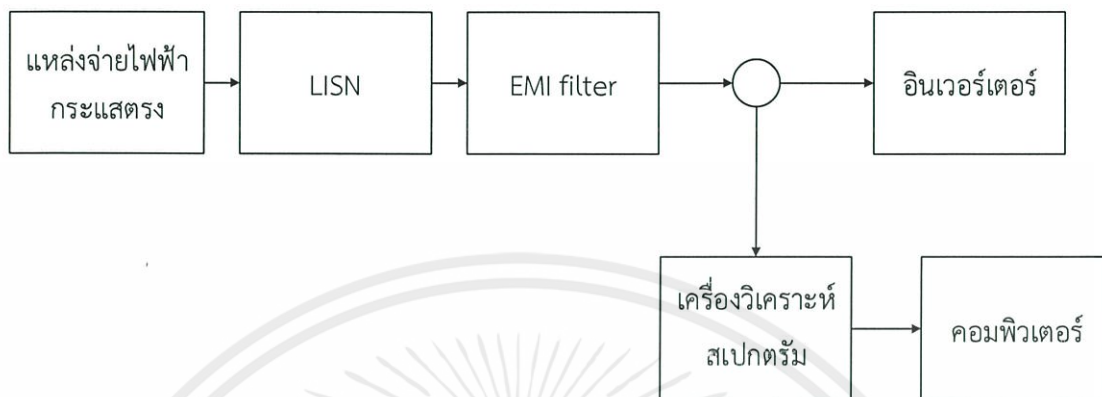 แหล่งจ่ายไฟฟ้า
กระแสตรง
LISN
EMI filter
อินเวอร์เตอร์
เครื่องวิเคราะห์
สเปกตรัม
คอมพิวเตอร์